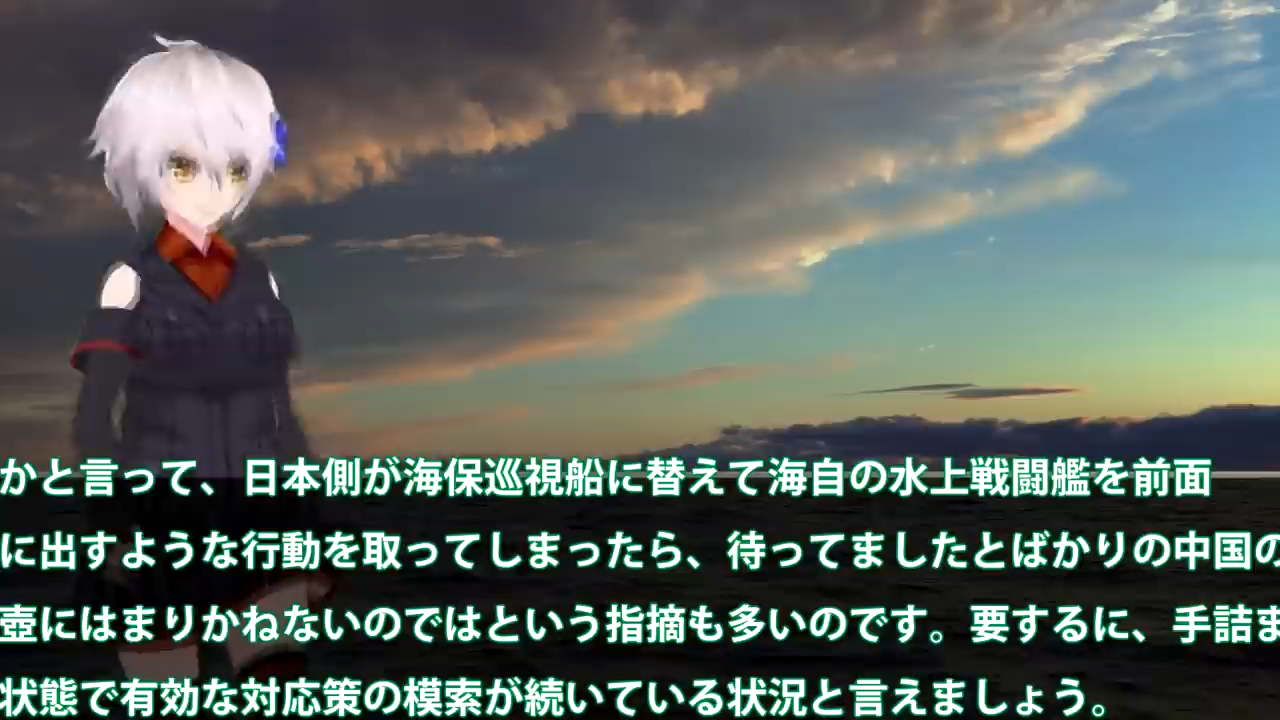 かと言って、日本側が海保巡視船に替えて海自の水上戦闘艦を前面
に出すような行動を取ってしまったら、待ってましたとばかりの中国の
壺にはまりかねないのではという指摘も多いのです。要するに、手詰ま
状態で有効な対応策の模索が続いている状況と言えましょう。